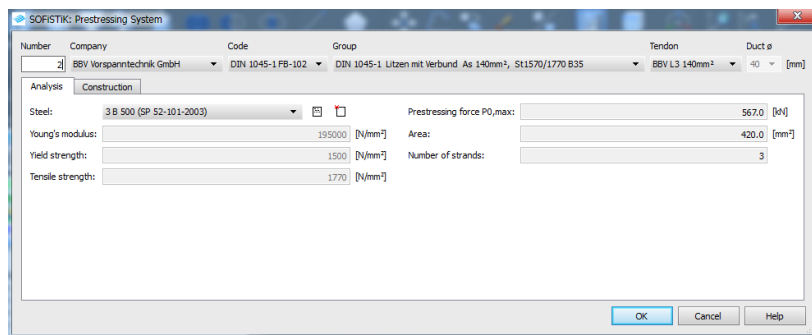 SOFiSTiK: Prestressing System
Number Company Code Group Tendon Duct ø
2 BBV Vorspanntechnik GmbH DIN 1045-1 FB-102 DIN 1045-1 Litzen mit Verbund As 140mm², St1570/1770 B35 BBV L3 140mm² 40 [mm]
Analysis Construction
Steel: 3 B 500 (SP 52-101-2003) Prestressing force P0,max: 567.0 [kN]
Young's modulus: 195000 [N/mm²] Area: 420.0 [mm²]
Yield strength: 1500 [N/mm²] Number of strands: 3
Tensile strength: 1770 [N/mm²]
OK Cancel Help